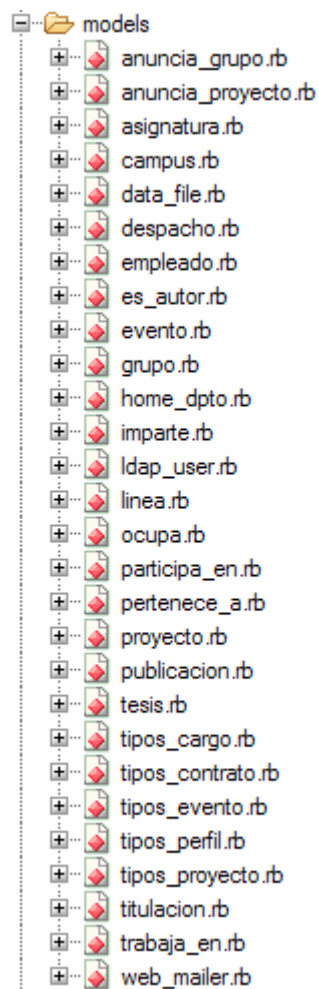 models
anuncia_grupo.rb
anuncia_proyecto.rb
asignatura.rb
campus.rb
data_file.rb
despacho.rb
empleado.rb
es_autor.rb
evento.rb
grupo.rb
home_dpto.rb
imparte.rb
ldap_user.rb
linea.rb
ocupa.rb
participa_en.rb
pertenece_a.rb
proyecto.rb
publicacion.rb
tesis.rb
tipos_cargo.rb
tipos_contrato.rb
tipos_evento.rb
tipos_perfil.rb
tipos_proyecto.rb
titulacion.rb
trabaja_en.rb
web_mailer.rb